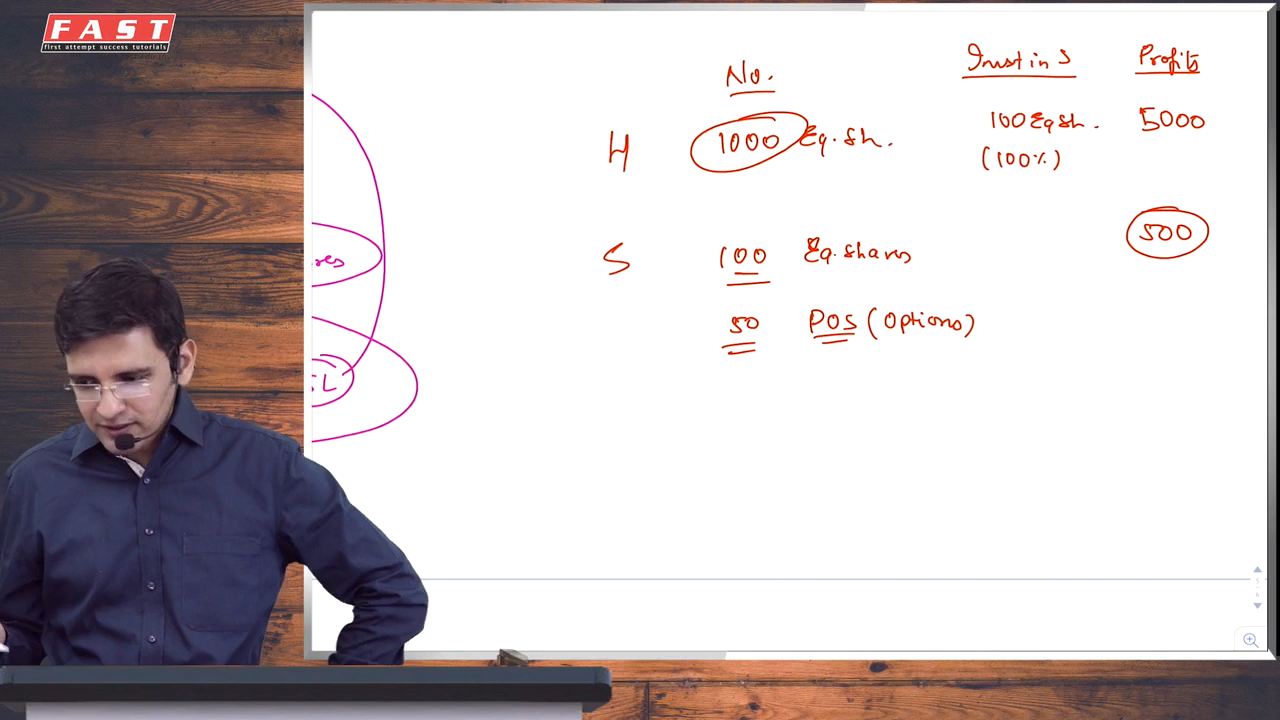 FAST
first attempt success tutorials
No.
Invst in S
Profits
H
1000 Eq. Sh.
100 Eq Sh.
5000
(100%)
S
100 Eq. Shares
500
50 POS (Options)
SL